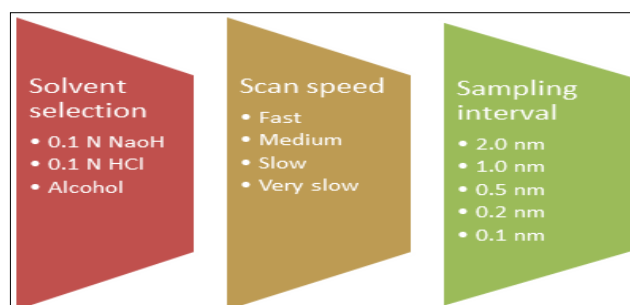 Solvent
selection
• 0.1 N NaoH
• 0.1 N HCl
• Alcohol
Scan speed
• Fast
• Medium
• Slow
• Very slow
Sampling
interval
• 2.0 nm
• 1.0 nm
• 0.5 nm
• 0.2 nm
• 0.1 nm